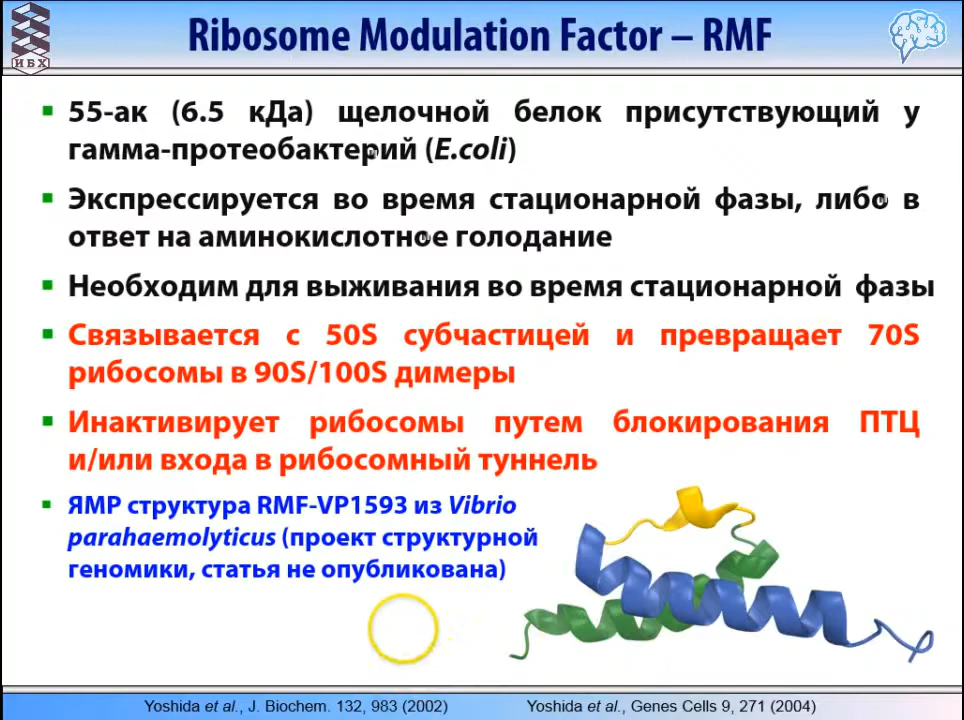 Ribosome Modulation Factor – RMF
ИБХ
55-ак (6.5 кДа) щелочной белок присутствующий у
гамма-протеобактерий (E.coli)
Экспрессируется во время стационарной фазы, либо в
ответ на аминокислотное голодание
Необходим для выживания во время стационарной фазы
Связывается с 50S субчастицей и превращает 70S
рибосомы в 90S/100S димеры
Инактивирует рибосомы путем блокирования ПТЦ
и/или входа в рибосомный туннель
ЯМР структура RMF-VP1593 из Vibrio
parahaemolyticus (проект структурной
геномики, статья не опубликована)
Yoshida et al., J. Biochem. 132, 983 (2002)
Yoshida et al., Genes Cells 9, 271 (2004)